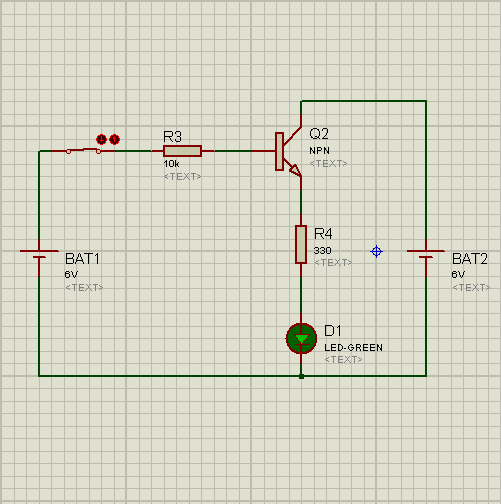 R3
10k
<TEXT>
Q2
NPN
<TEXT>
R4
330
<TEXT>
BAT1
6V
<TEXT>
BAT2
6V
<TEXT>
D1
LED-GREEN
<TEXT>